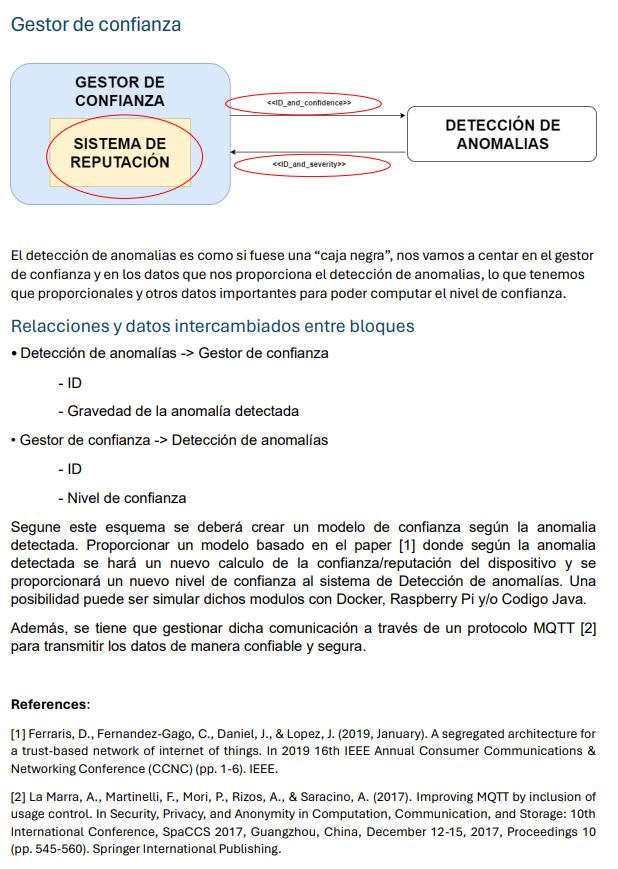 Gestor de confianza
GESTOR DE
CONFIANZA
SISTEMA DE
REPUTACIÓN
<<ID_and_confidence>>
<<ID_and_severity>>
DETECCIÓN DE
ANOMALIAS
El detección de anomalias es como si fuese una “caja negra”, nos vamos a centar en el gestor
de confianza y en los datos que nos proporciona el detección de anomalias, lo que tenemos
que proporcionales y otros datos importantes para poder computar el nivel de confianza.
Relacciones y datos intercambiados entre bloques
• Detección de anomalías -> Gestor de confianza
- ID
- Gravedad de la anomalía detectada
• Gestor de confianza -> Detección de anomalías
- ID
- Nivel de confianza
Segune este esquema se deberá crear un modelo de confianza según la anomalia
detectada. Proporcionar un modelo basado en el paper [1] donde según la anomalia
detectada se hará un nuevo calculo de la confianza/reputación del dispositivo y se
proporcionará un nuevo nivel de confianza al sistema de Detección de anomalías. Una
posibilidad puede ser simular dichos modulos con Docker, Raspberry Pi y/o Codigo Java.
Además, se tiene que gestionar dicha comunicación a través de un protocolo MQTT [2]
para transmitir los datos de manera confiable y segura.
References:
[1] Ferraris, D., Fernandez-Gago, C., Daniel, J., & Lopez, J. (2019, January). A segregated architecture for
a trust-based network of internet of things. In 2019 16th IEEE Annual Consumer Communications &
Networking Conference (CCNC) (pp. 1-6). IEEE.
[2] La Marra, A., Martinelli, F., Mori, P., Rizos, A., & Saracino, A. (2017). Improving MQTT by inclusion of
usage control. In Security, Privacy, and Anonymity in Computation, Communication, and Storage: 10th
International Conference, SpaCCS 2017, Guangzhou, China, December 12-15, 2017, Proceedings 10
(pp. 545-560). Springer International Publishing.